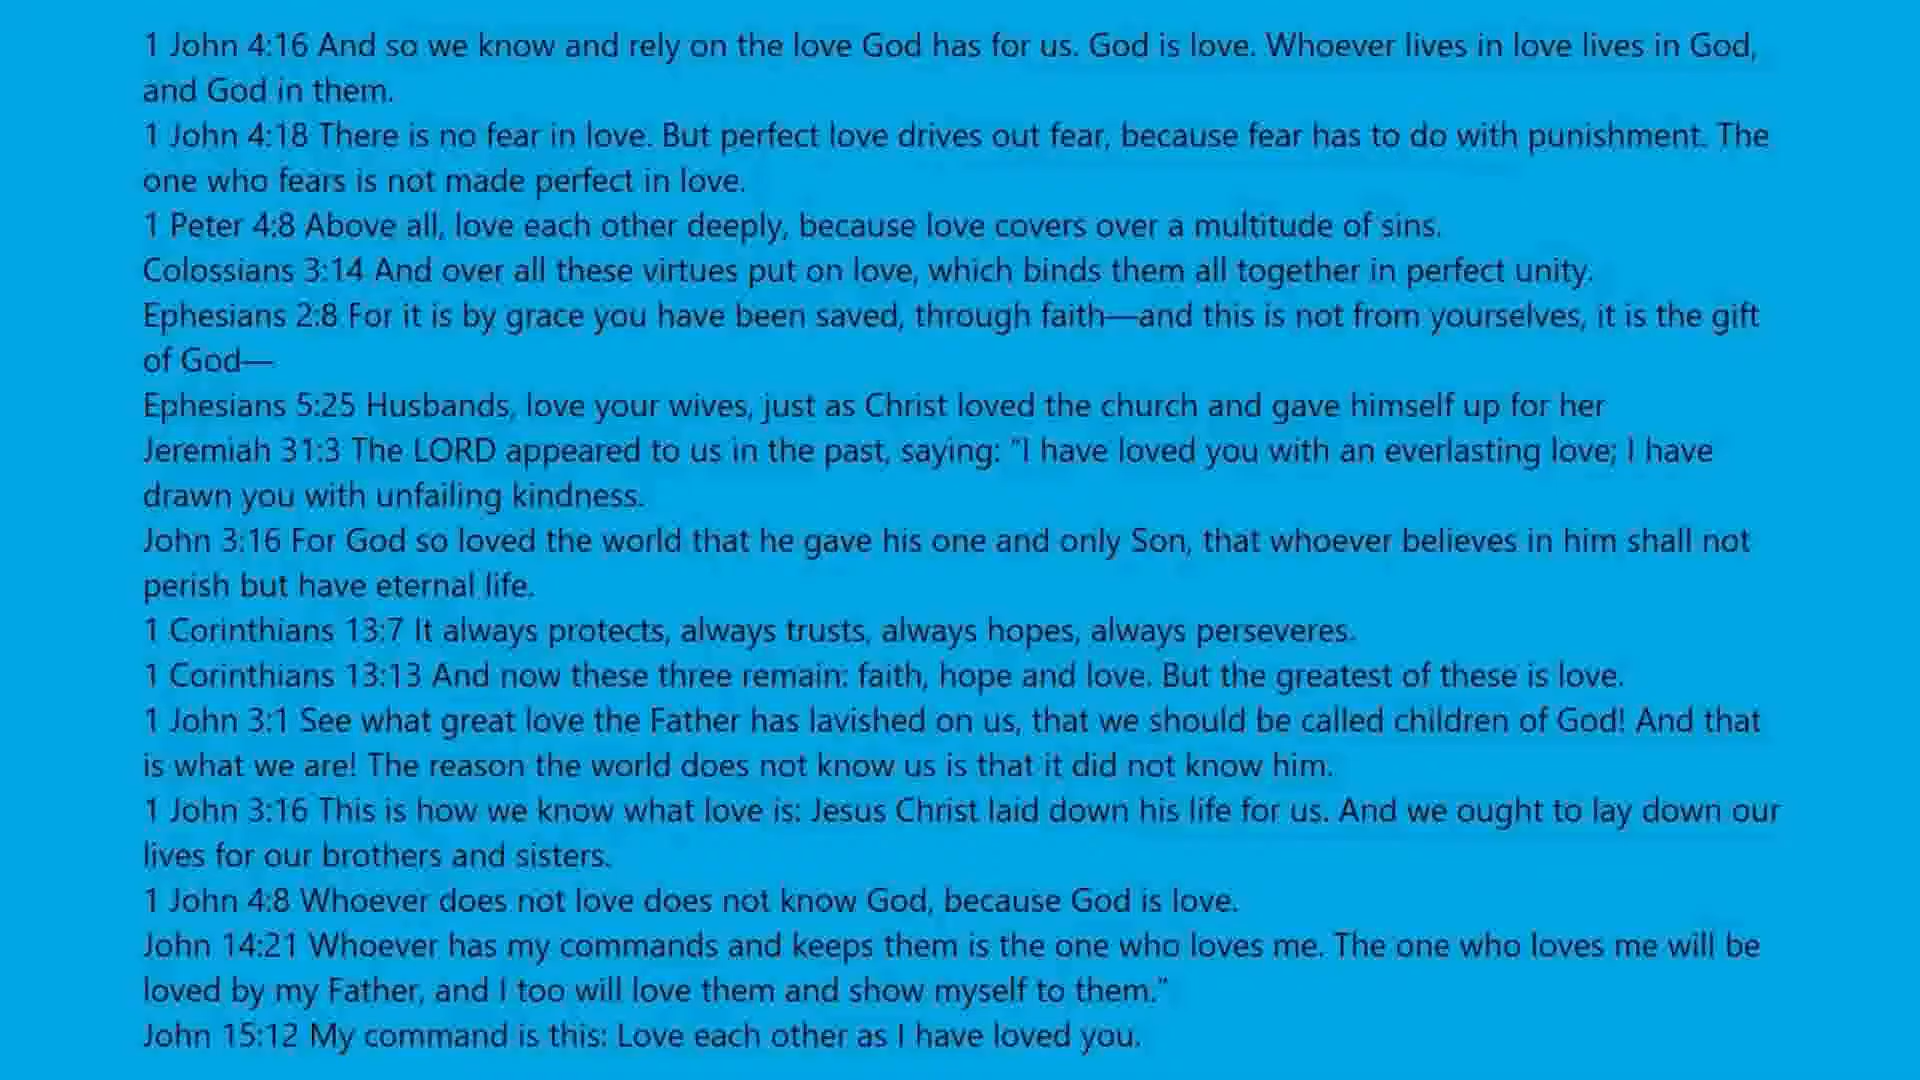 1 John 4:16 And so we know and rely on the love God has for us. God is love. Whoever lives in love lives in God,
and God in them.
1 John 4:18 There is no fear in love. But perfect love drives out fear, because fear has to do with punishment. The
one who fears is not made perfect in love.
1 Peter 4:8 Above all, love each other deeply, because love covers over a multitude of sins.
Colossians 3:14 And over all these virtues put on love, which binds them all together in perfect unity.
Ephesians 2:8 For it is by grace you have been saved, through faith—and this is not from yourselves, it is the gift
of God—
Ephesians 5:25 Husbands, love your wives, just as Christ loved the church and gave himself up for her
Jeremiah 31:3 The LORD appeared to us in the past, saying: "I have loved you with an everlasting love; I have
drawn you with unfailing kindness.
John 3:16 For God so loved the world that he gave his one and only Son, that whoever believes in him shall not
perish but have eternal life.
1 Corinthians 13:7 It always protects, always trusts, always hopes, always perseveres.
1 Corinthians 13:13 And now these three remain: faith, hope and love. But the greatest of these is love.
1 John 3:1 See what great love the Father has lavished on us, that we should be called children of God! And that
is what we are! The reason the world does not know us is that it did not know him.
1 John 3:16 This is how we know what love is: Jesus Christ laid down his life for us. And we ought to lay down our
lives for our brothers and sisters.
1 John 4:8 Whoever does not love does not know God, because God is love.
John 14:21 Whoever has my commands and keeps them is the one who loves me. The one who loves me will be
loved by my Father, and I too will love them and show myself to them."
John 15:12 My command is this: Love each other as I have loved you.